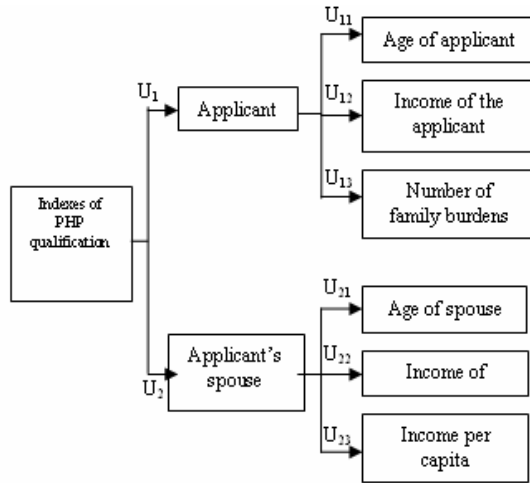 U11
Age of applicant
U1
Applicant
U12
Income of the
applicant
U13
Number of
family burdens
Indexes of
PHP
qualification
U21
Age of spouse
U2
Applicant's
spouse
U22
Income of
U23
Income per
capita